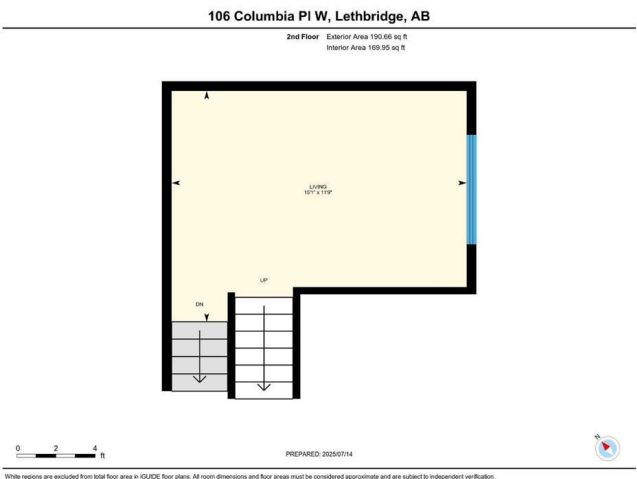 106 Columbia Pl W, Lethbridge, AB
2nd Floor Exterior Area 190.66 sq ft
Interior Area 169.95 sq ft
LIVING
15'1" x 11'9"
UP
DN
0 2 4 ft
PREPARED: 2025/07/14
N
White regions are excluded from total floor area in iGUIDE floor plans. All room dimensions and floor areas must be considered approximate and are subject to independent verification.